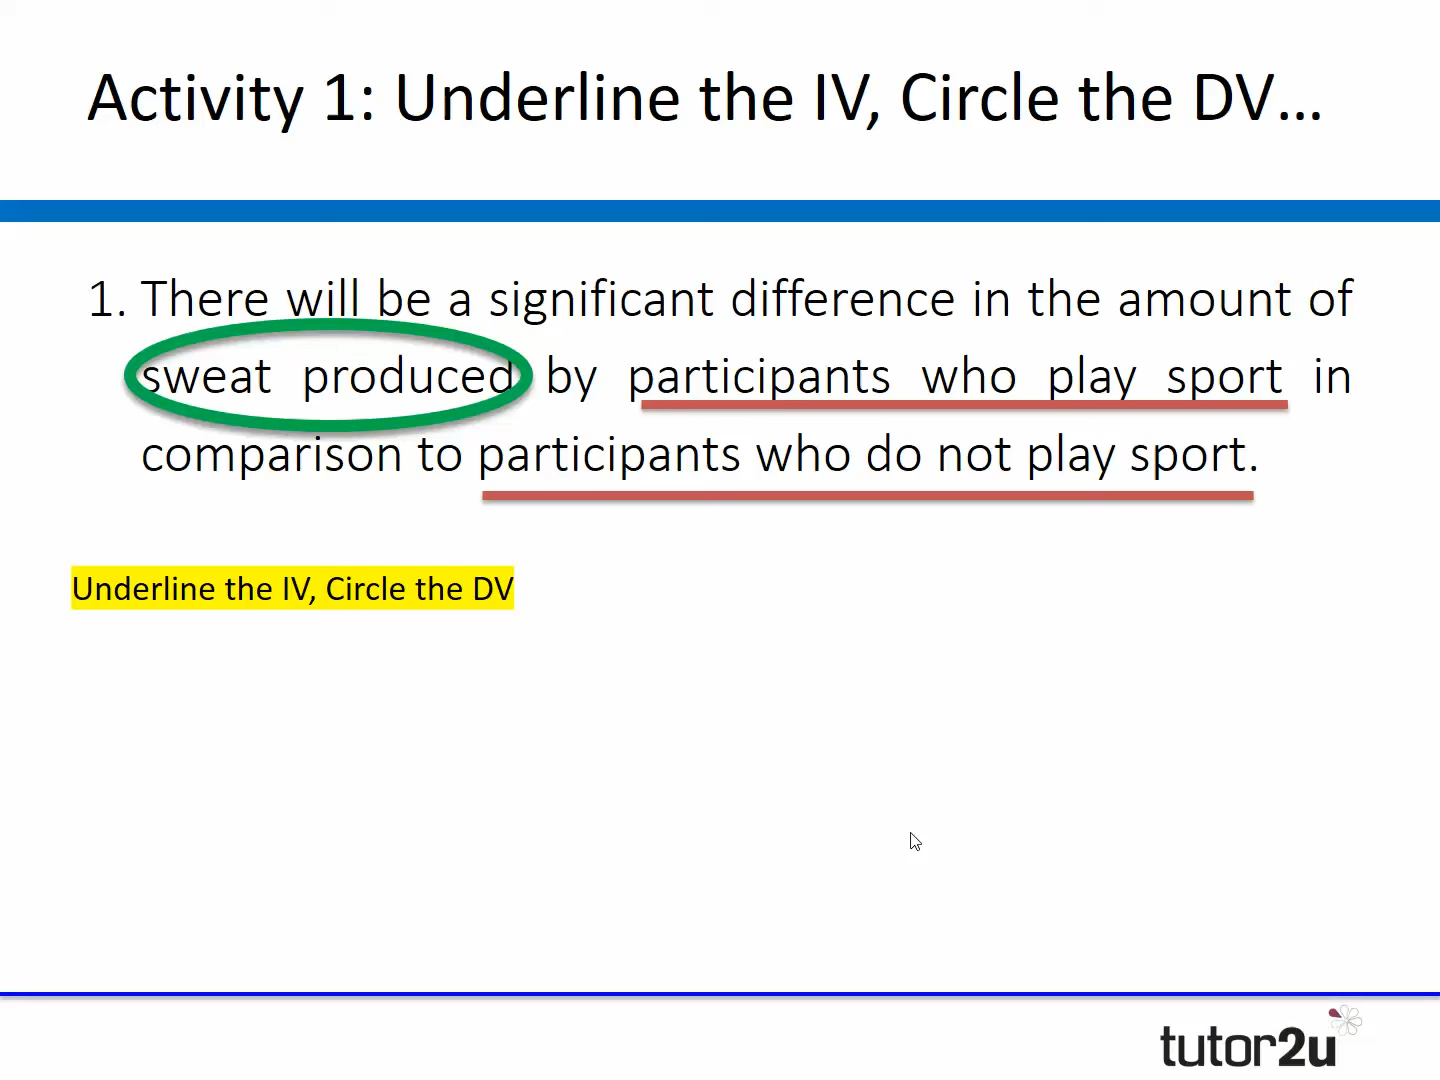 Activity 1: Underline the IV, Circle the DV...
1. There will be a significant difference in the amount of
sweat produced by participants who play sport in
comparison to participants who do not play sport.
Underline the IV, Circle the DV
tutor2u